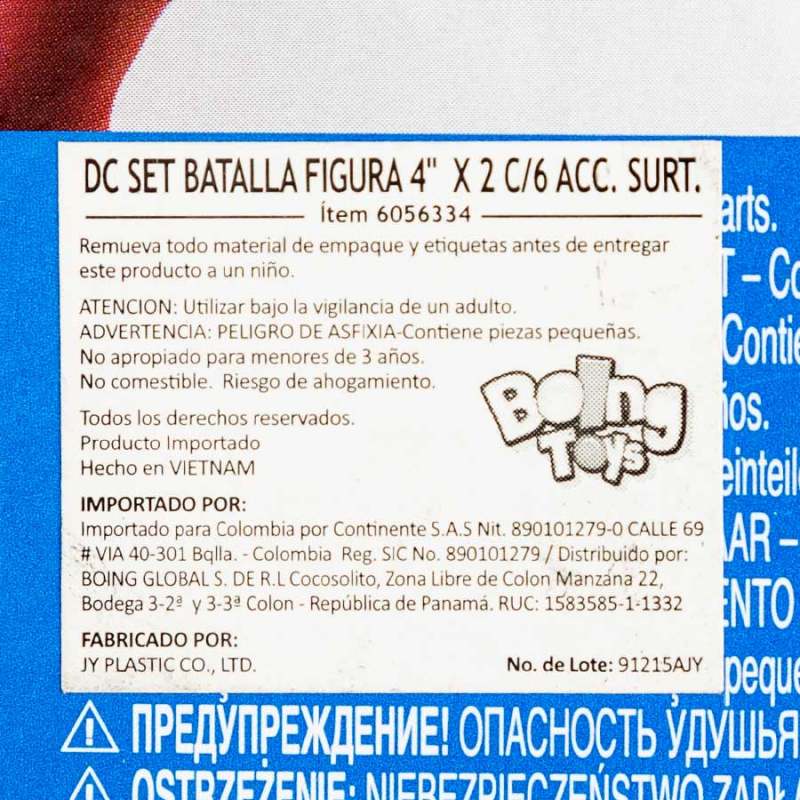 DC SET BATALLA FIGURA 4" X 2 C/6 ACC. SURT.
Ítem 6056334
Remueva todo material de empaque y etiquetas antes de entregar
este producto a un niño.
ATENCION: Utilizar bajo la vigilancia de un adulto.
ADVERTENCIA: PELIGRO DE ASFIXIA-Contiene piezas pequeñas.
No apropiado para menores de 3 años.
No comestible. Riesgo de ahogamiento.
Boing
Toys
Todos los derechos reservados.
Producto Importado
Hecho en VIETNAM
IMPORTADO POR:
Importado para Colombia por Continente S.A.S Nit. 890101279-0 CALLE 69
# VIA 40-301 Bqlla. - Colombia Reg. SIC No. 890101279 / Distribuido por:
BOING GLOBAL S. DE R.L Cocosolito, Zona Libre de Colon Manzana 22,
Bodega 3-2ª y 3-3ª Colon - República de Panamá. RUC: 1583585-1-1332
FABRICADO POR:
JY PLASTIC CO., LTD.
No. de Lote: 91215AJY
arts.
T – Co
Contie
ños.
einteil
AR –
ENTO
peque
ПРЕДУПРЕЖДЕНИЕ! ОПАСНОСТЬ УДУШЬЯ
OSTRZEŻENIE: NIEBEZPIECZEŃSTWO ZADŁA